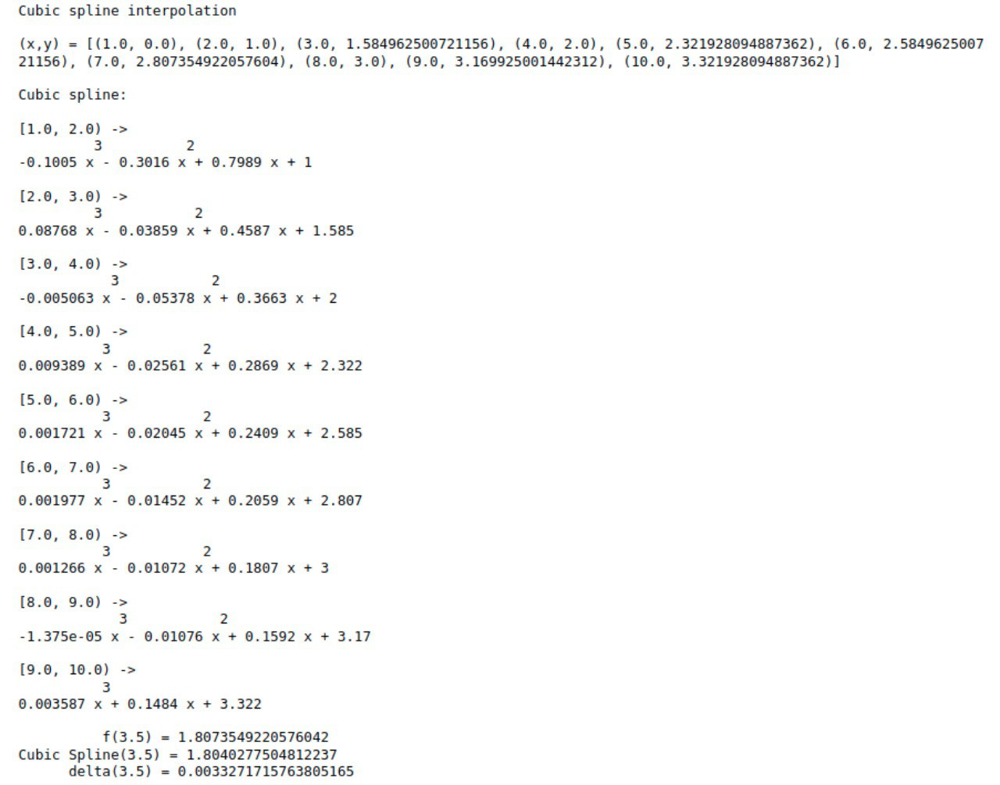 Cubic spline interpolation
(x,y) = [(1.0, 0.0), (2.0, 1.0), (3.0, 1.584962500721156), (4.0, 2.0), (5.0, 2.321928094887362), (6.0, 2.5849625007
21156), (7.0, 2.807354922057604), (8.0, 3.0), (9.0, 3.169925001442312), (10.0, 3.321928094887362)]
Cubic spline:
[1.0, 2.0) ->
         3          2
-0.1005 x - 0.3016 x + 0.7989 x + 1
[2.0, 3.0) ->
         3           2
0.08768 x - 0.03859 x + 0.4587 x + 1.585
[3.0, 4.0) ->
           3           2
-0.005063 x - 0.05378 x + 0.3663 x + 2
[4.0, 5.0) ->
          3           2
0.009389 x - 0.02561 x + 0.2869 x + 2.322
[5.0, 6.0) ->
          3           2
0.001721 x - 0.02045 x + 0.2409 x + 2.585
[6.0, 7.0) ->
          3           2
0.001977 x - 0.01452 x + 0.2059 x + 2.807
[7.0, 8.0) ->
          3           2
0.001266 x - 0.01072 x + 0.1807 x + 3
[8.0, 9.0) ->
            3           2
-1.375e-05 x - 0.01076 x + 0.1592 x + 3.17
[9.0, 10.0) ->
          3
0.003587 x + 0.1484 x + 3.322
          f(3.5) = 1.8073549220576042
Cubic Spline(3.5) = 1.8040277504812237
      delta(3.5) = 0.0033271715763805165